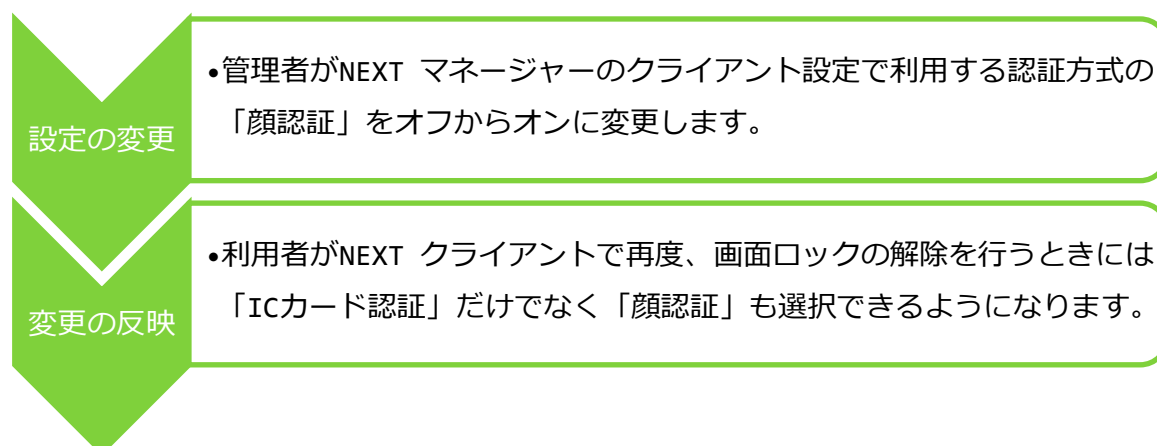 設定の変更
•管理者がNEXT マネージャーのクライアント設定で利用する認証方式の
「顔認証」をオフからオンに変更します。
変更の反映
•利用者がNEXT クライアントで再度、画面ロックの解除を行うときには
「ICカード認証」だけでなく「顔認証」も選択できるようになります。